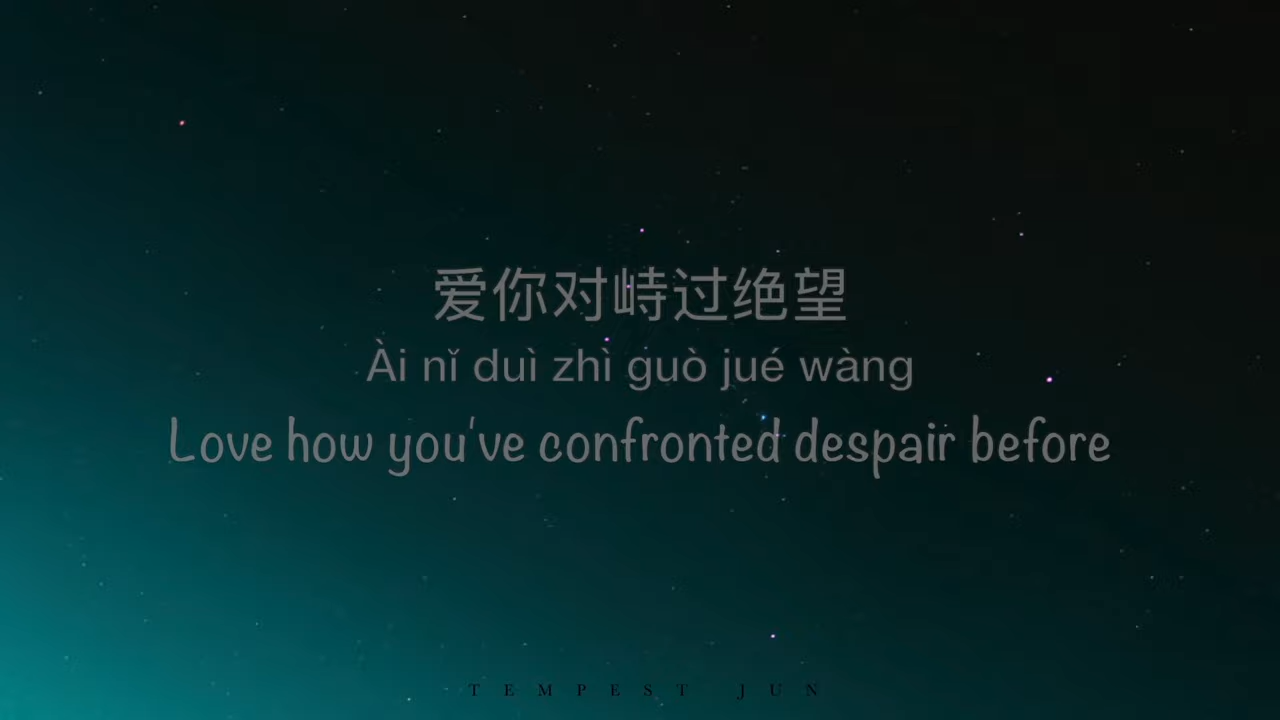 爱你对峙过绝望
Ài nǐ duì zhì guò jué wàng
Love how you've confronted despair before
TEMPEST JUN